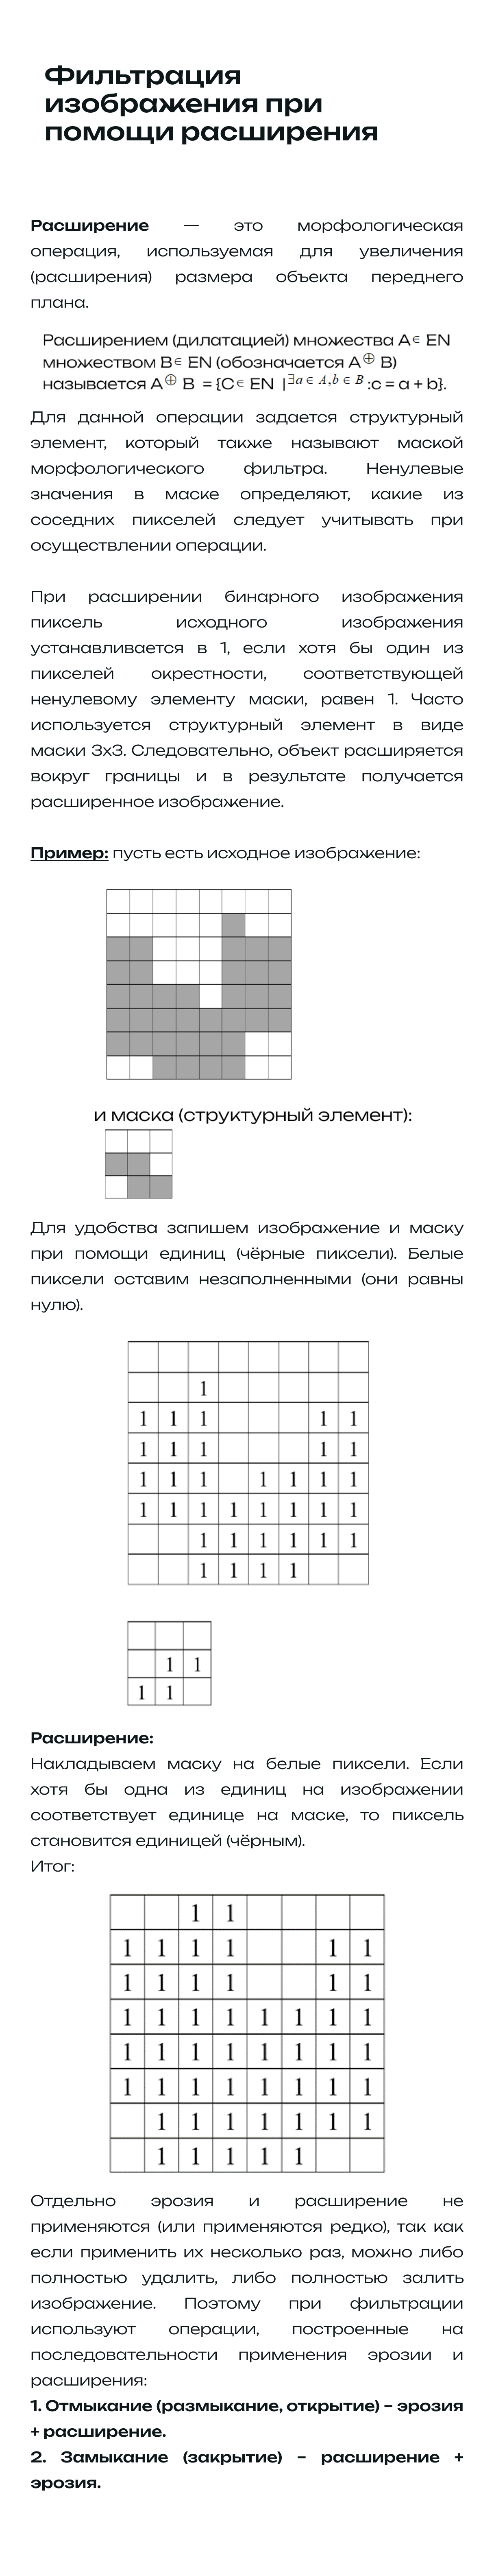 Фильтрация
изображения при
помощи расширения
Расширение — это морфологическая
операция, используемая для увеличения
(расширения) размера объекта переднего
плана.
Расширением (дилатацией) множества A∈ EN
множеством B∈ EN (обозначается A⊕ B)
называется A⊕ B = {C∈ EN |∃a ∈ A,b ∈ B :c = a + b}.
Для данной операции задается структурный
элемент, который также называют маской
морфологического фильтра. Ненулевые
значения в маске определяют, какие из
соседних пикселей следует учитывать при
осуществлении операции.
При расширении бинарного изображения
пиксель исходного изображения
устанавливается в 1, если хотя бы один из
пикселей окрестности, соответствующей
ненулевому элементу маски, равен 1. Часто
используется структурный элемент в виде
маски 3x3. Следовательно, объект расширяется
вокруг границы и в результате получается
расширенное изображение.
Пример: пусть есть исходное изображение:
и маска (структурный элемент):
Для удобства запишем изображение и маску
при помощи единиц (чёрные пиксели). Белые
пиксели оставим незаполненными (они равны
нулю).
1
1 1 1 1 1
1 1 1 1 1
1 1 1 1 1 1 1
1 1 1 1 1 1 1 1
1 1 1 1 1 1
1 1 1 1
1 1
1 1
Расширение:
Накладываем маску на белые пиксели. Если
хотя бы одна из единиц на изображении
соответствует единице на маске, то пиксель
становится единицей (чёрным).
Итог:
1 1
1 1 1 1 1 1
1 1 1 1 1 1
1 1 1 1 1 1 1 1
1 1 1 1 1 1 1 1
1 1 1 1 1 1 1 1
1 1 1 1 1 1 1
1 1 1 1 1
Отдельно эрозия и расширение не
применяются (или применяются редко), так как
если применить их несколько раз, можно либо
полностью удалить, либо полностью залить
изображение. Поэтому при фильтрации
используют операции, построенные на
последовательности применения эрозии и
расширения:
1. Отмыкание (размыкание, открытие) – эрозия
+ расширение.
2. Замыкание (закрытие) – расширение +
эрозия.